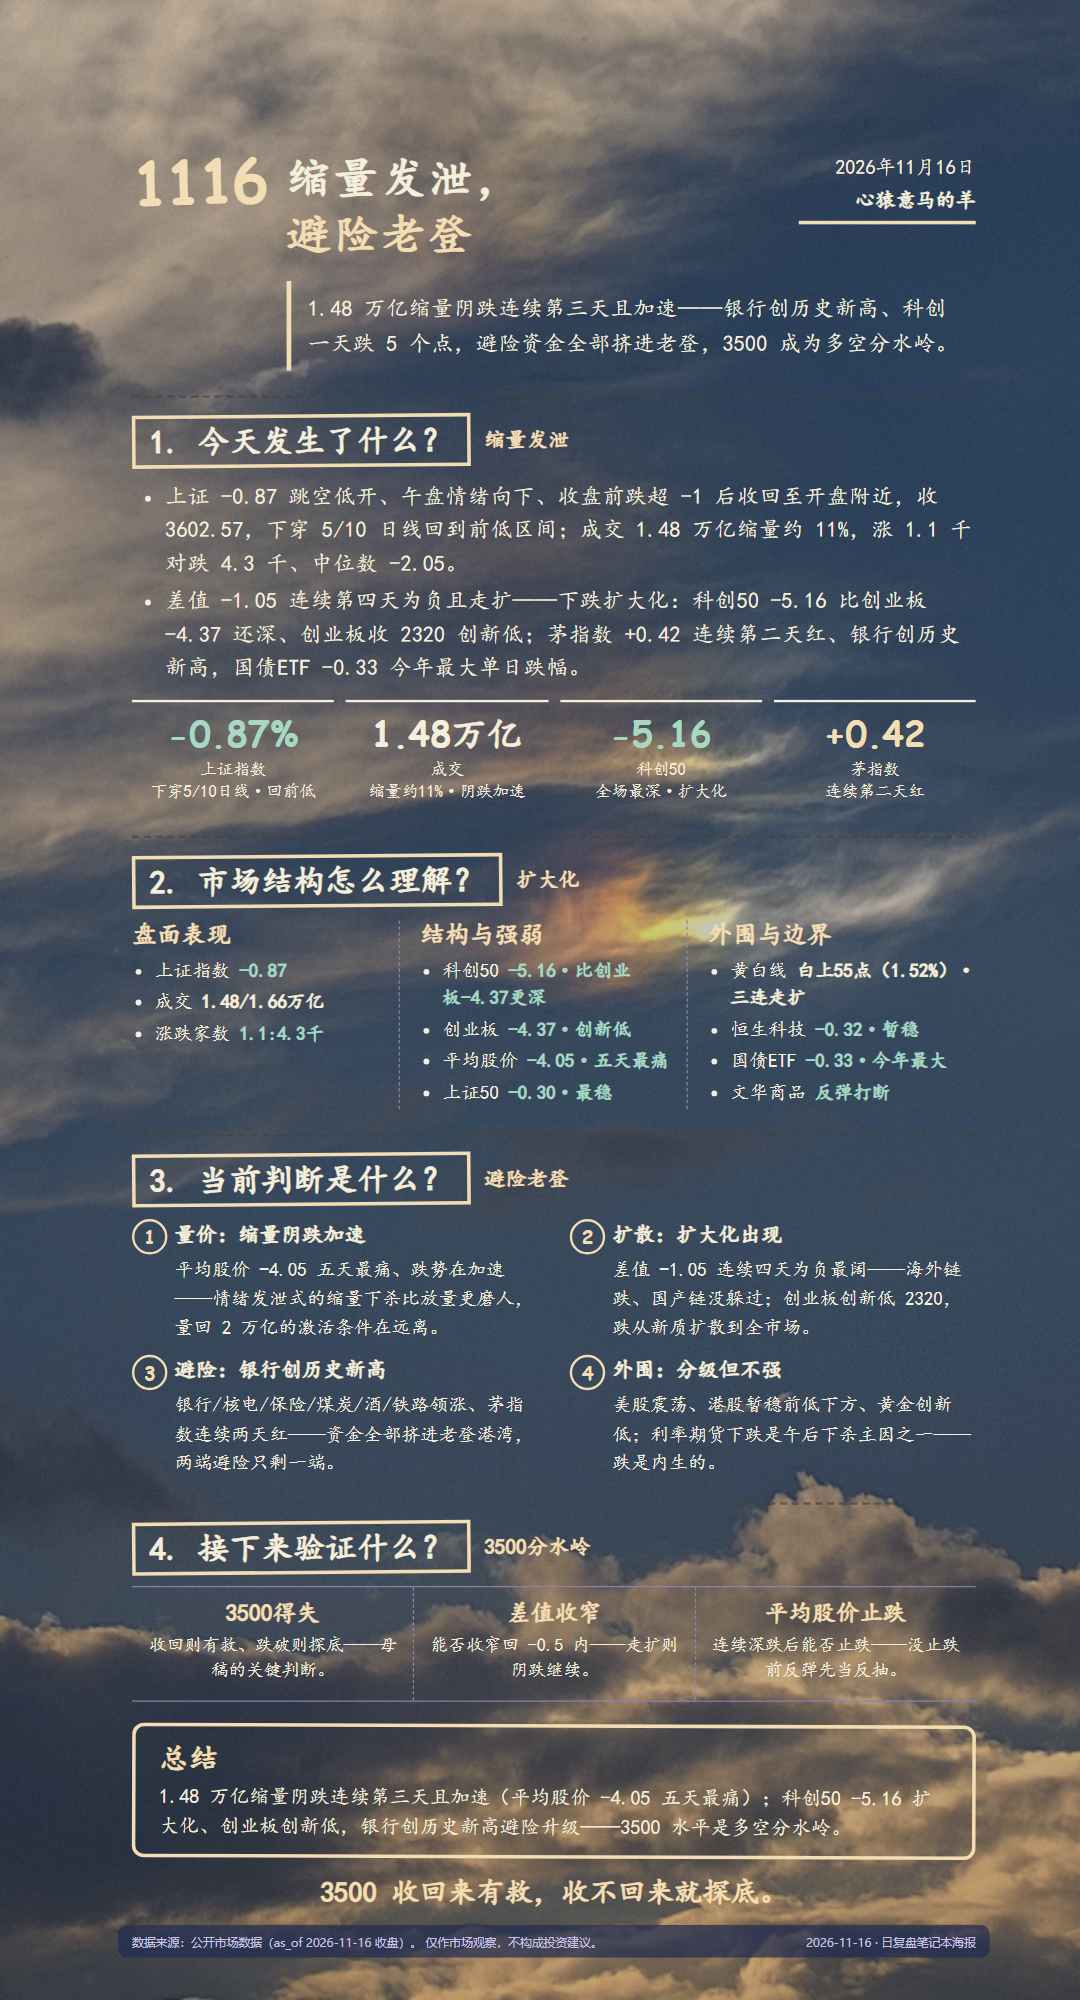 1116 缩量发泄，
避险老登
2026年11月16日
心猿意马的羊
1.48 万亿缩量阴跌连续第三天且加速——银行创历史新高、科创
一天跌 5 个点，避险资金全部挤进老登，3500 成为多空分水岭。
1. 今天发生了什么？ 缩量发泄
• 上证 -0.87 跳空低开、午盘情绪向下、收盘前跌超 -1 后收回至开盘附近，收
3602.57，下穿 5/10 日线回到前低区间；成交 1.48 万亿缩量约 11%，涨 1.1 千
对跌 4.3 千、中位数 -2.05。
• 差值 -1.05 连续第四天为负且走扩——下跌扩大化：科创50 -5.16 比创业板
-4.37 还深、创业板收 2320 创新低；茅指数 +0.42 连续第二天红、银行创历史
新高，国债ETF -0.33 今年最大单日跌幅。
-0.87%
上证指数
下穿5/10日线·回前低
1.48万亿
成交
缩量约11%·阴跌加速
-5.16
科创50
全场最深·扩大化
+0.42
茅指数
连续第二天红
2. 市场结构怎么理解？ 扩大化
盘面表现
• 上证指数 -0.87
• 成交 1.48/1.66万亿
• 涨跌家数 1.1:4.3千
结构与强弱
• 科创50 -5.16·比创业
板-4.37更深
• 创业板 -4.37·创新低
• 平均股价 -4.05·五天最痛
• 上证50 -0.30·最稳
外围与边界
• 黄白线 白上55点（1.52%）·
三连走扩
• 恒生科技 -0.32·暂稳
• 国债ETF -0.33·今年最大
• 文华商品 反弹打断
3. 当前判断是什么？ 避险老登
1 量价：缩量阴跌加速
平均股价 -4.05 五天最痛、跌势在加速
——情绪发泄式的缩量下杀比放量更磨人，
量回 2 万亿的激活条件在远离。
2 扩散：扩大化出现
差值 -1.05 连续四天为负最阔——海外链
跌、国产链没躲过；创业板创新低 2320，
跌从新质扩散到全市场。
3 避险：银行创历史新高
银行/核电/保险/煤炭/酒/铁路领涨、茅指
数连续两天红——资金全部挤进老登港湾，
两端避险只剩一端。
4 外围：分级但不强
美股震荡、港股暂稳前低下方、黄金创新
低；利率期货下跌是午后下杀主因之一——
跌是内生的。
4. 接下来验证什么？ 3500分水岭
3500得失
收回则有救、跌破则探底——母
稿的关键判断。
差值收窄
能否收窄回 -0.5 内——走扩则
阴跌继续。
平均股价止跌
连续深跌后能否止跌——没止跌
前反弹先当反抽。
总结
1.48 万亿缩量阴跌连续第三天且加速（平均股价 -4.05 五天最痛）；科创50 -5.16 扩
大化、创业板创新低，银行创历史新高避险升级——3500 水平是多空分水岭。
3500 收回来有救，收不回来就探底。
数据来源：公开市场数据（as_of 2026-11-16 收盘）。 仅作市场观察，不构成投资建议。
2026-11-16 · 日复盘笔记本海报